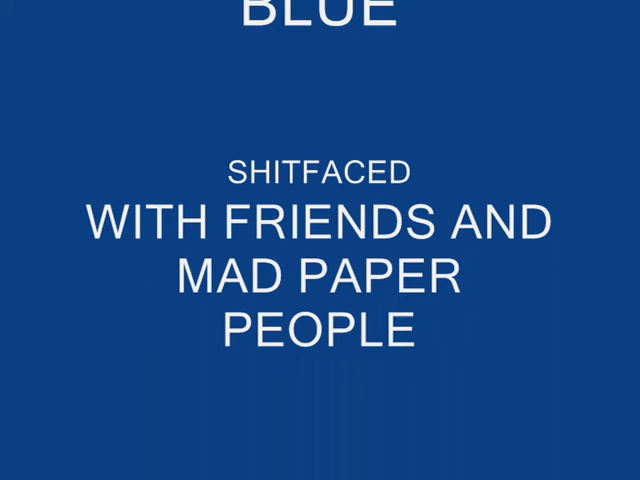 BLUE
SHITFACED
WITH FRIENDS AND
MAD PAPER
PEOPLE